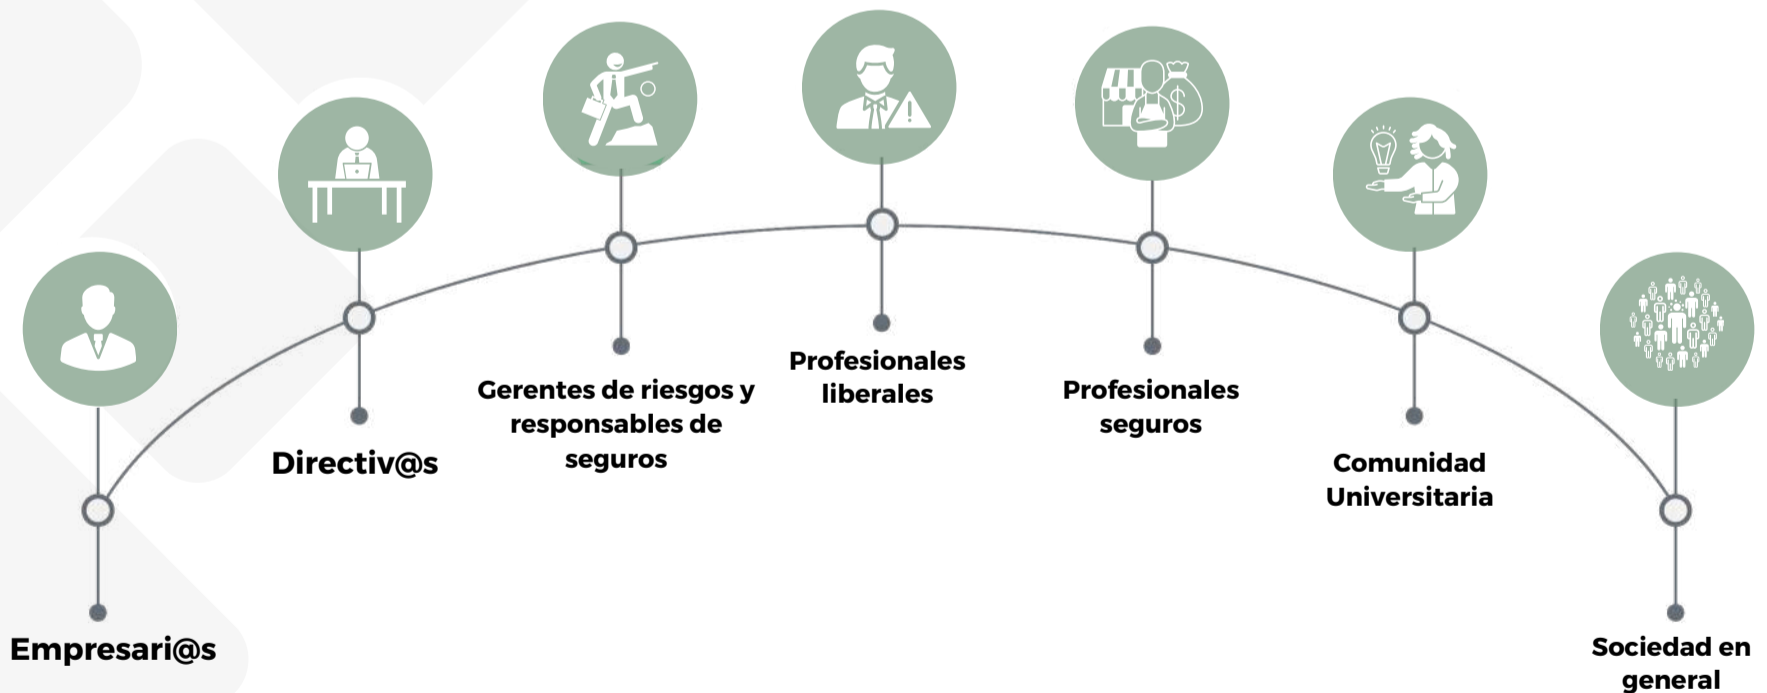 Empresari@s
Directiv@s
Gerentes de riesgos y
responsables de
seguros
Profesionales
liberales
Profesionales
seguros
Comunidad
Universitaria
Sociedad en
general